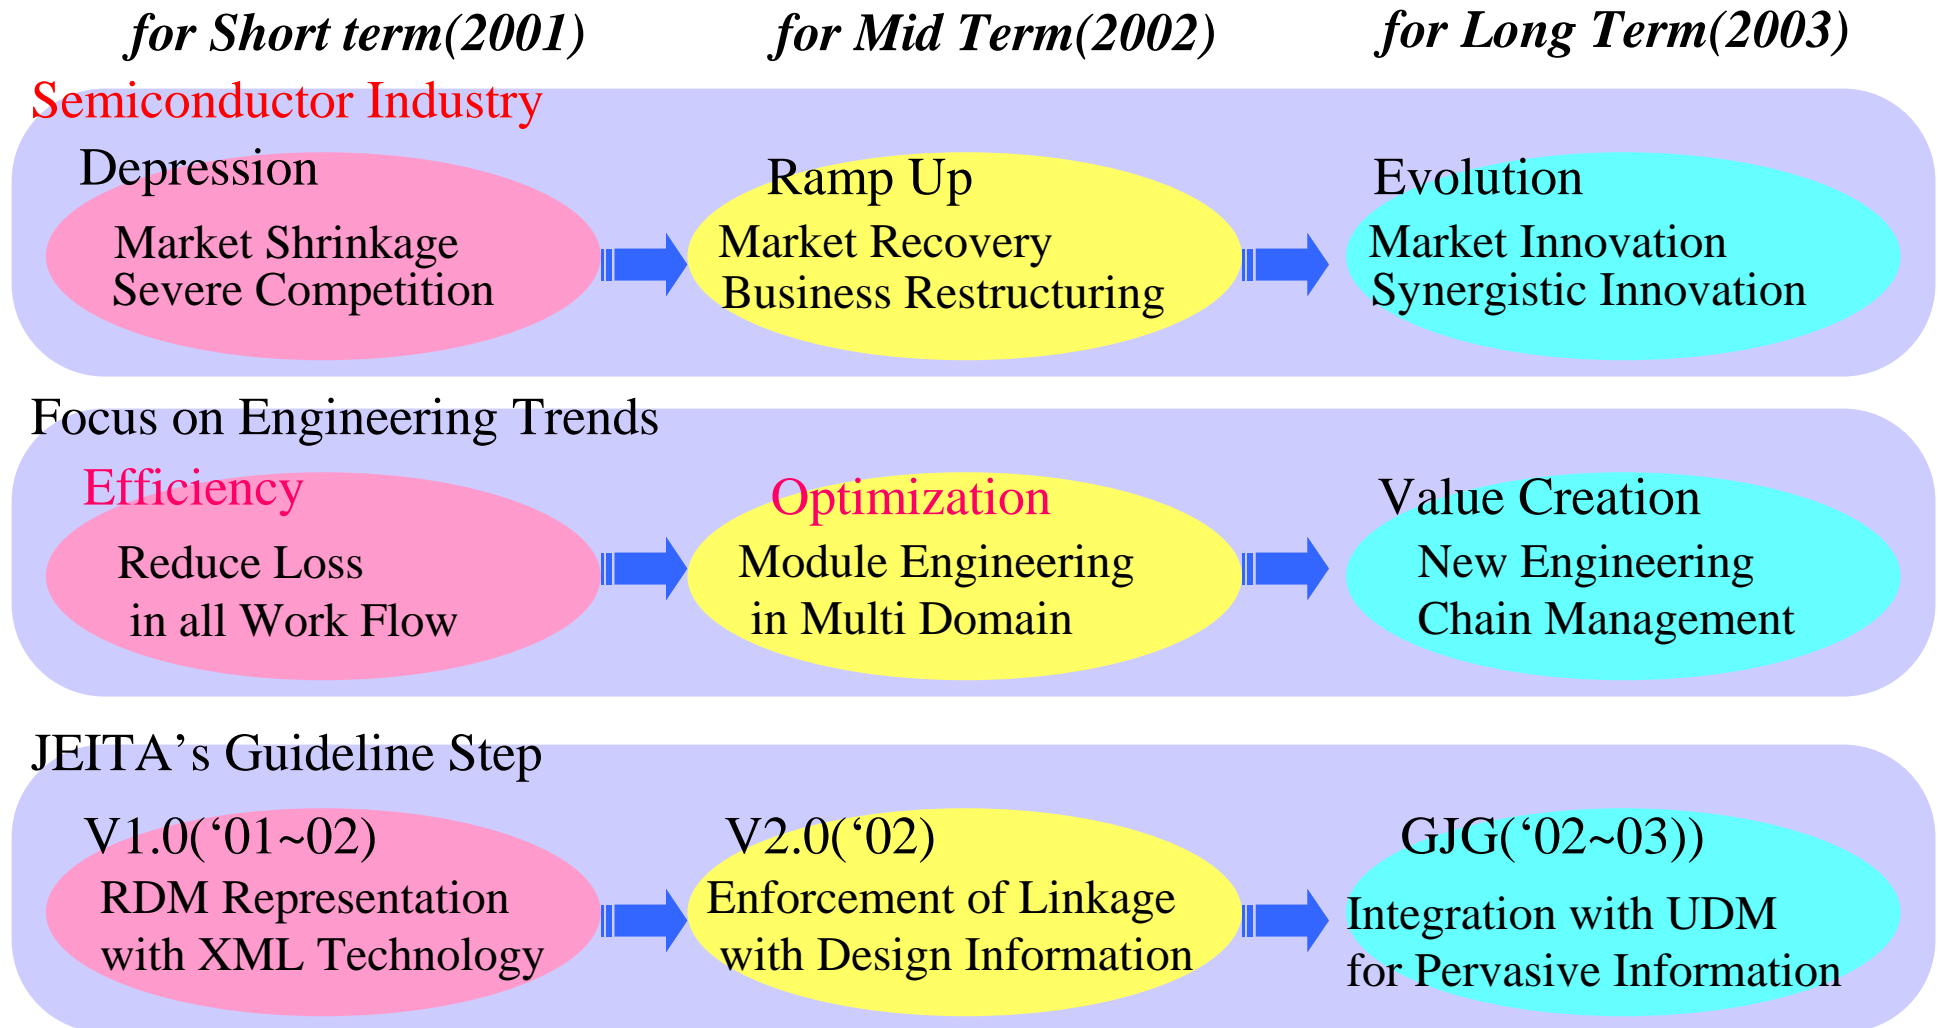 for Short term(2001)
for Mid Term(2002)
for Long Term(2003)
Semiconductor Industry
Depression
Market Shrinkage
Severe Competition
Ramp Up
Market Recovery
Business Restructuring
Evolution
Market Innovation
Synergistic Innovation
Focus on Engineering Trends
Efficiency
Reduce Loss
in all Work Flow
Optimization
Module Engineering
in Multi Domain
Value Creation
New Engineering
Chain Management
JEITA’s Guideline Step
V1.0(‘01~02)
RDM Representation
with XML Technology
V2.0(‘02)
Enforcement of Linkage
with Design Information
GJG(‘02~03))
Integration with UDM
for Pervasive Information